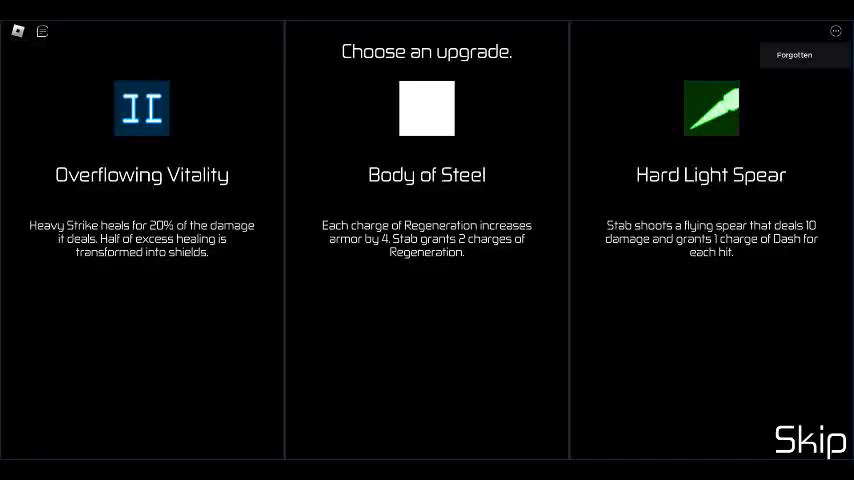 Choose an upgrade.
Forgotten
II
Overflowing Vitality
Heavy Strike heals for 20% of the damage
it deals. Half of excess healing is
transformed into shields.
Body of Steel
Each charge of Regeneration increases
armor by 4. Stab grants 2 charges of
Regeneration.
Hard Light Spear
Stab shoots a flying spear that deals 10
damage and grants 1 charge of Dash for
each hit.
Skip